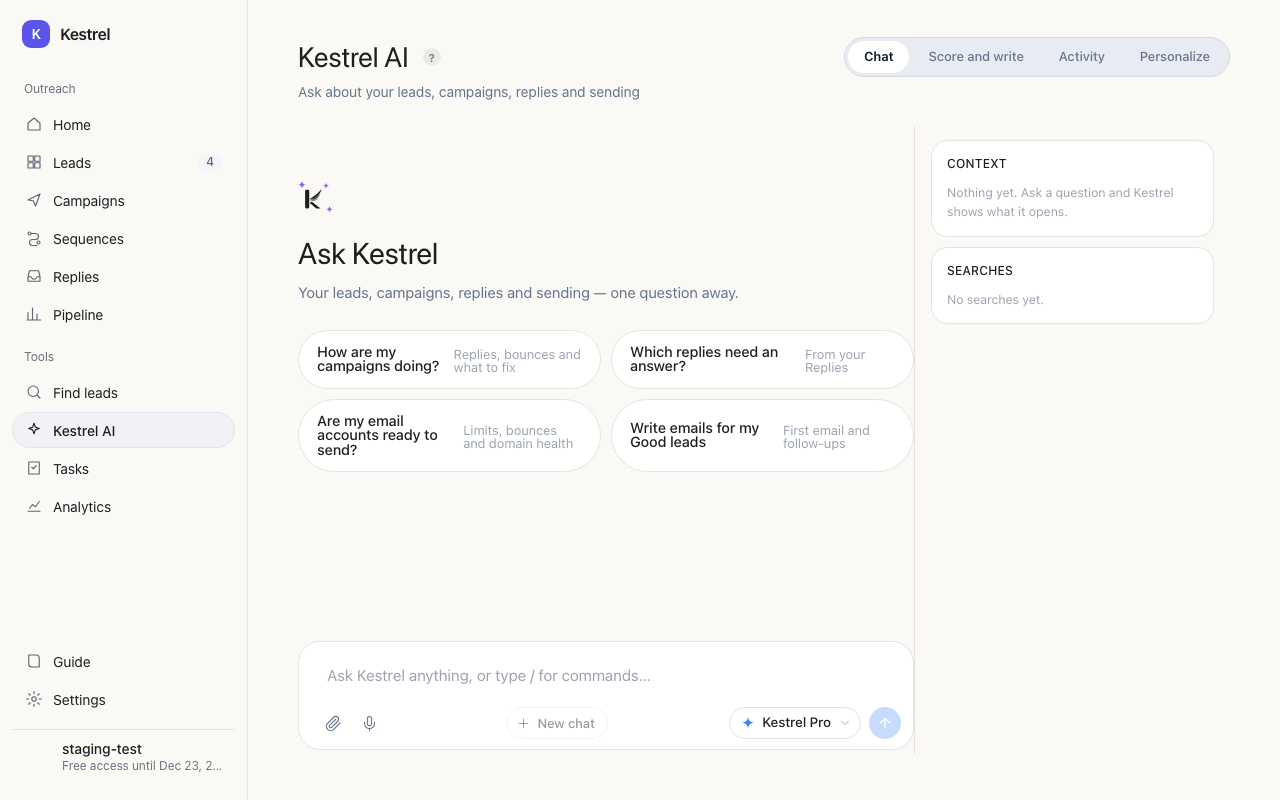 K Kestrel
Outreach
Home
Leads 4
Campaigns
Sequences
Replies
Pipeline
Tools
Find leads
Kestrel AI
Tasks
Analytics
Guide
Settings
staging-test
Free access until Dec 23, 2...
Kestrel AI ?
Ask about your leads, campaigns, replies and sending
Chat Score and write Activity Personalize
K
Ask Kestrel
Your leads, campaigns, replies and sending — one question away.
How are my
campaigns doing?
Replies, bounces and
what to fix
Which replies need an
answer?
From your
Replies
Are my email
accounts ready to
send?
Limits, bounces
and domain health
Write emails for my
Good leads
First email and
follow-ups
Ask Kestrel anything, or type / for commands...
New chat
Kestrel Pro
CONTEXT
Nothing yet. Ask a question and Kestrel
shows what it opens.
SEARCHES
No searches yet.